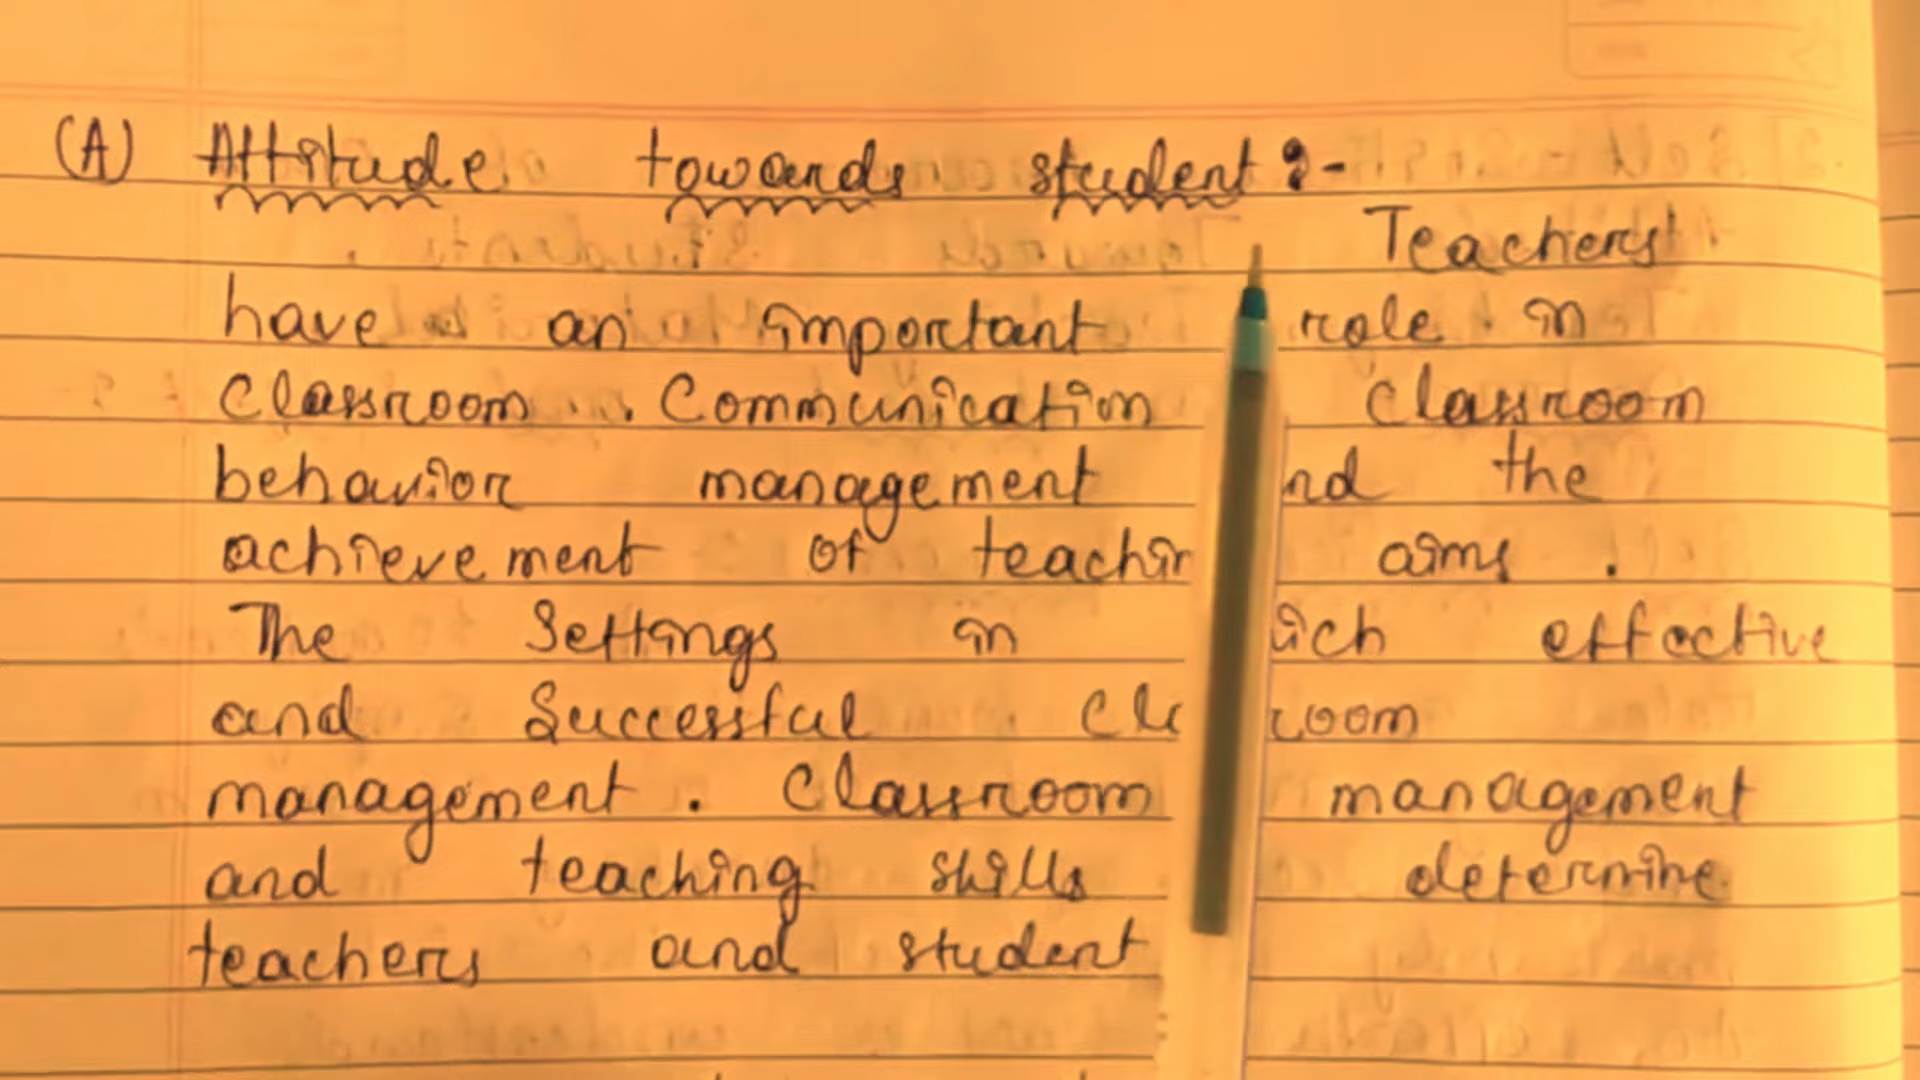 (A) Attitude towards student :-
Teachers'
have an important role in
Classroom . Communication Classroom
behavior management nd the
achievement of teachin aims .
The Settings in ich effective
and Successful Cl room
management . Classroom management
and teaching skills determine
teachers and student